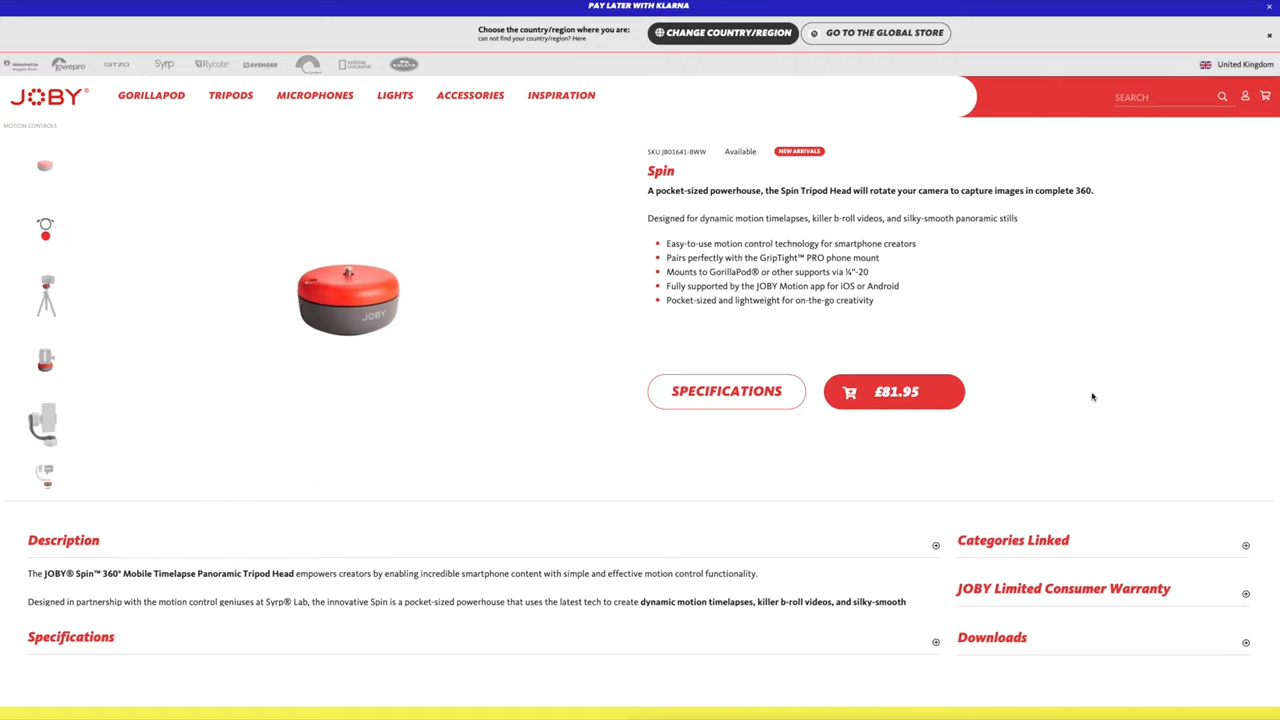 PAY LATER WITH KLARNA
Choose the country/region where you are:
can not find your country/region? Here
CHANGE COUNTRY/REGION
GO TO THE GLOBAL STORE
Manfrotto
lowepro
GITZO
Syrp
Rycote
AVENGER
NATIONAL GEOGRAPHIC
United Kingdom
JOBY®
GORILLAPOD
TRIPODS
MICROPHONES
LIGHTS
ACCESSORIES
INSPIRATION
SEARCH
MOTION CONTROLS
SKU JB01641-BWW
Available
NEW ARRIVALS
Spin
A pocket-sized powerhouse, the Spin Tripod Head will rotate your camera to capture images in complete 360.
Designed for dynamic motion timelapses, killer b-roll videos, and silky-smooth panoramic stills
Easy-to-use motion control technology for smartphone creators
Pairs perfectly with the GripTight™ PRO phone mount
Mounts to GorillaPod® or other supports via ¼"-20
Fully supported by the JOBY Motion app for iOS or Android
Pocket-sized and lightweight for on-the-go creativity
JOBY
SPECIFICATIONS
£81.95
Description
The JOBY® Spin™ 360° Mobile Timelapse Panoramic Tripod Head empowers creators by enabling incredible smartphone content with simple and effective motion control functionality.
Designed in partnership with the motion control geniuses at Syrp® Lab, the innovative Spin is a pocket-sized powerhouse that uses the latest tech to create dynamic motion timelapses, killer b-roll videos, and silky-smooth
Specifications
Categories Linked
JOBY Limited Consumer Warranty
Downloads